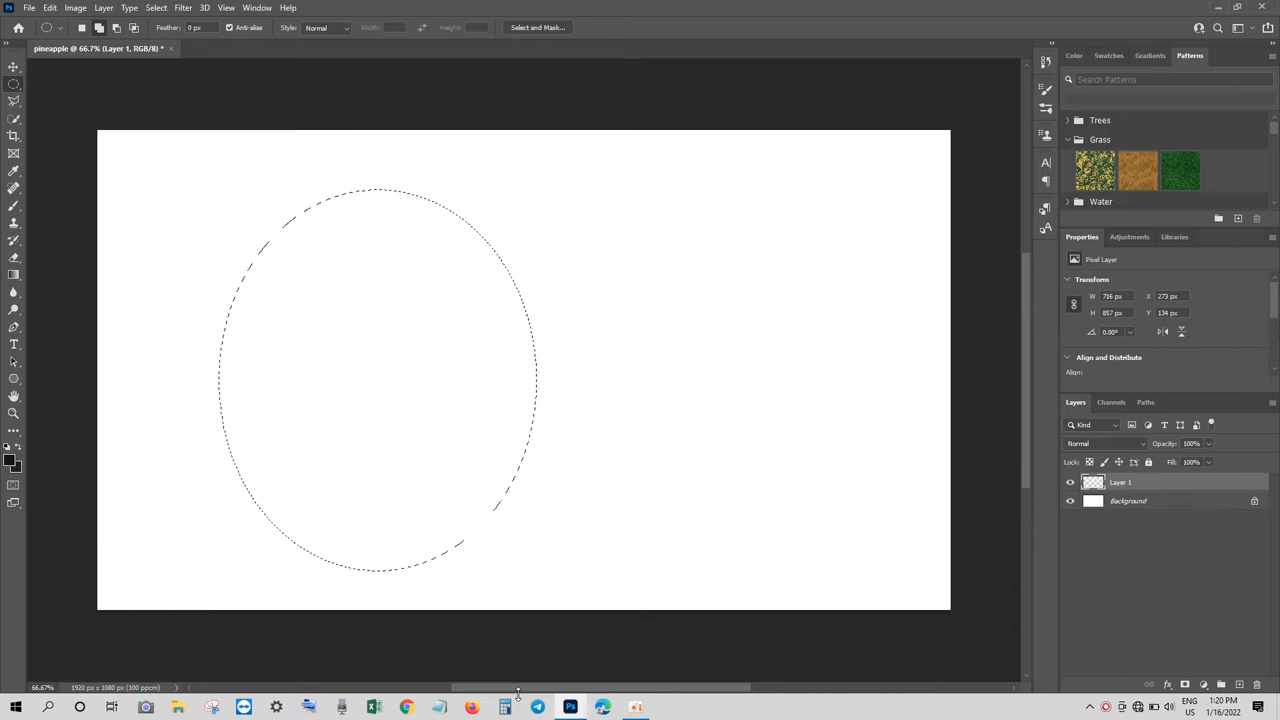 Ps File Edit Image Layer Type Select Filter 3D View Window Help
Feather: 0 px Anti-alias Style: Normal Width: Height: Select and Mask...
pineapple @ 66.7% (Layer 1, RGB/8) *
Color Swatches Gradients Patterns
Search Patterns
Trees
Grass
Water
Properties Adjustments Libraries
Pixel Layer
Transform
W 716 px X 273 px
H 857 px Y 134 px
0.00°
Align and Distribute
Align:
Layers Channels Paths
Kind
Normal Opacity: 100%
Lock: Fill: 100%
Layer 1
Background
66.67% 1920 px x 1080 px (100 ppcm)
ENG
US
1:20 PM
1/16/2022